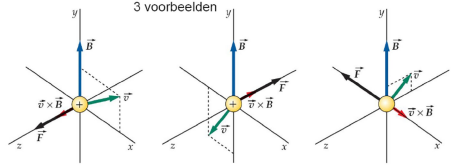 3 voorbeelden
y
B⃗
v⃗
+
v⃗ × B⃗
F⃗
z
x
y
B⃗
F⃗
+
v⃗ × B⃗
v⃗
z
x
y
F⃗
B⃗
v⃗
v⃗ × B⃗
z
x